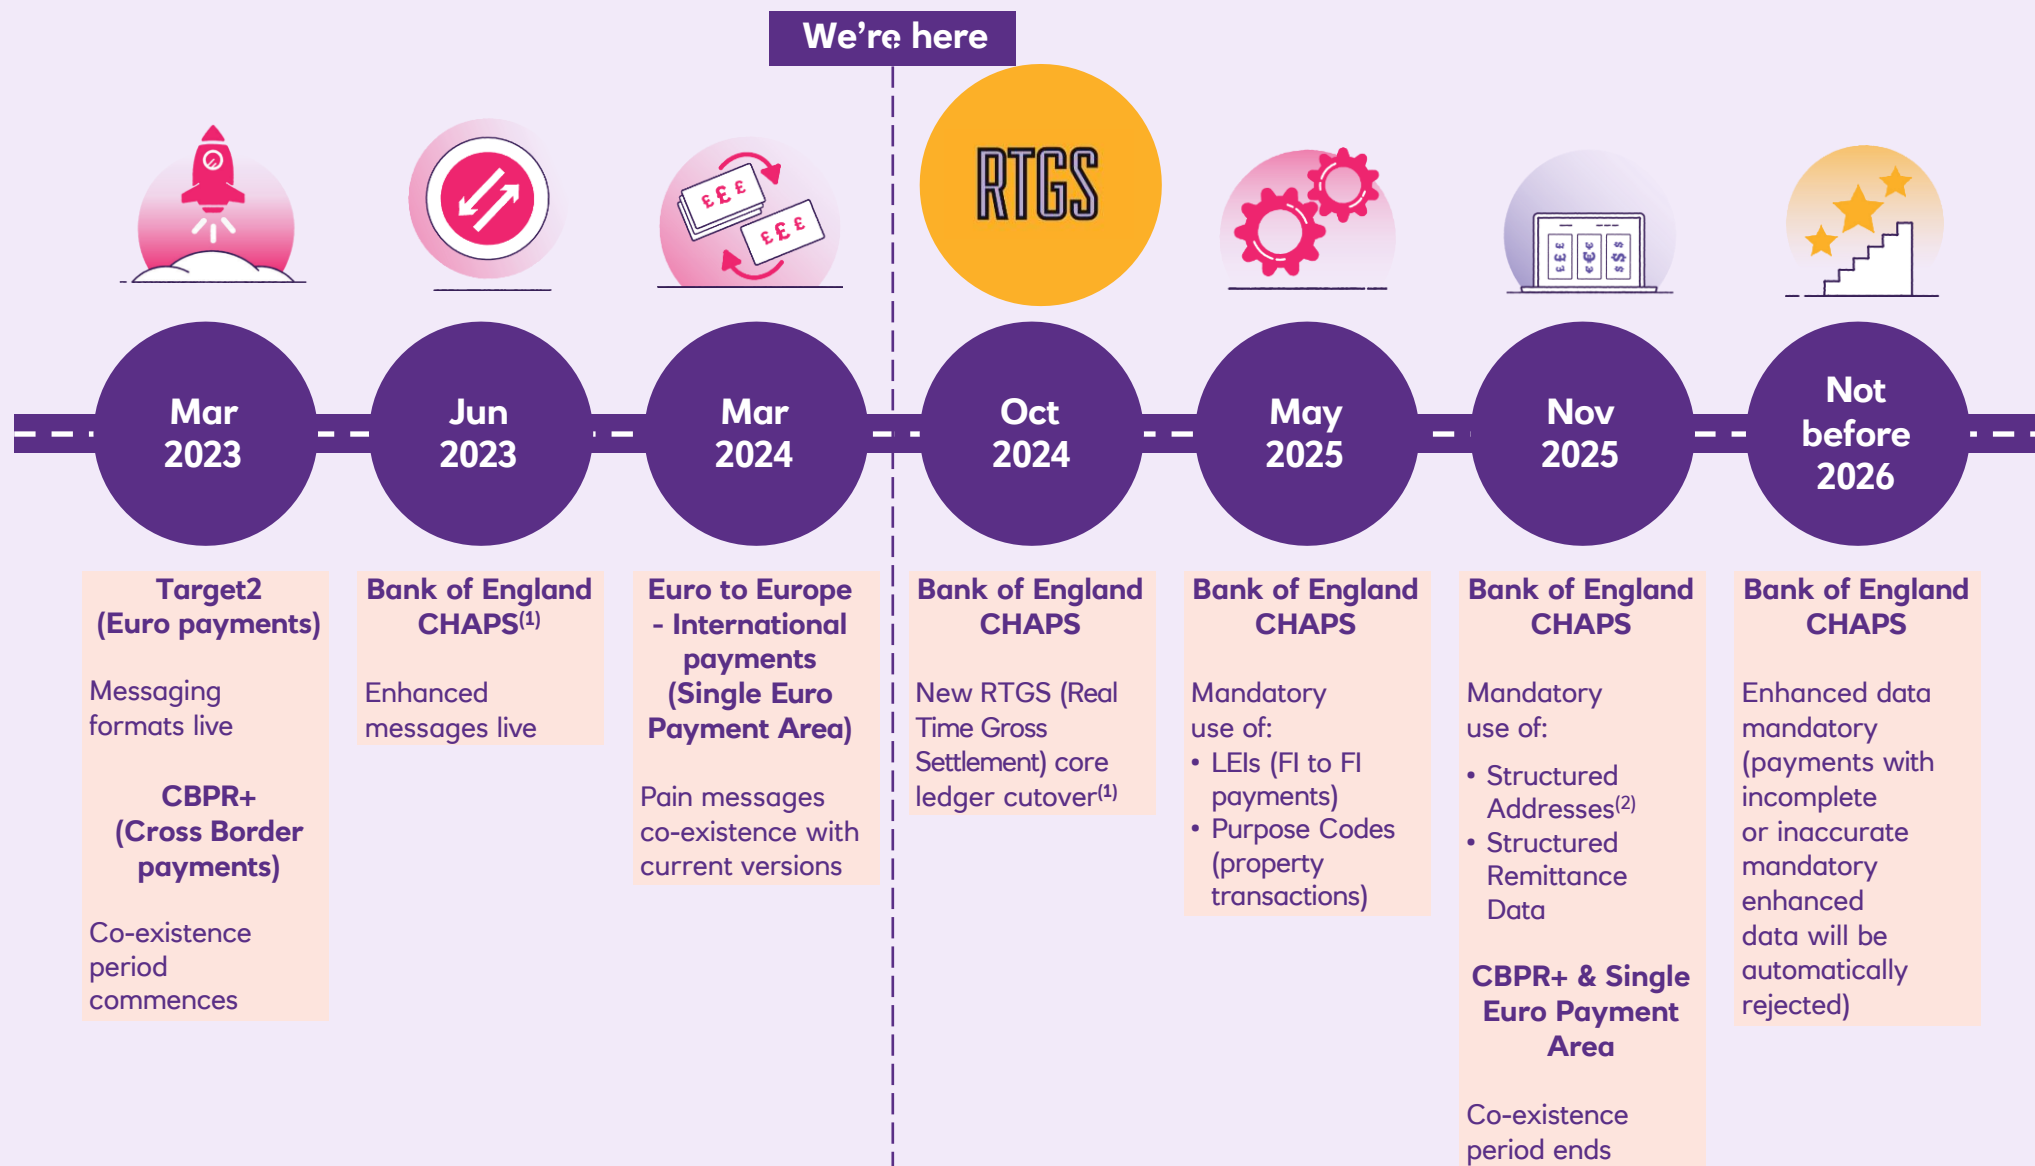 We're here
RTGS
£ £ £
£ £ £
£ £ £
€ € €
$ $ $
Mar
2023
Jun
2023
Mar
2024
Oct
2024
May
2025
Nov
2025
Not
before
2026
Target2
(Euro payments)
Messaging
formats live
CBPR+
(Cross Border
payments)
Co-existence
period
commences
Bank of England
CHAPS(1)
Enhanced
messages live
Euro to Europe
- International
payments
(Single Euro
Payment Area)
Pain messages
co-existence with
current versions
Bank of England
CHAPS
New RTGS (Real
Time Gross
Settlement) core
ledger cutover(1)
Bank of England
CHAPS
Mandatory
use of:
• LEIs (FI to FI
payments)
• Purpose Codes
(property
transactions)
Bank of England
CHAPS
Mandatory
use of:
• Structured
Addresses(2)
• Structured
Remittance
Data
CBPR+ & Single
Euro Payment
Area
Co-existence
period ends
Bank of England
CHAPS
Enhanced data
mandatory
(payments with
incomplete
or inaccurate
mandatory
enhanced
data will be
automatically
rejected)